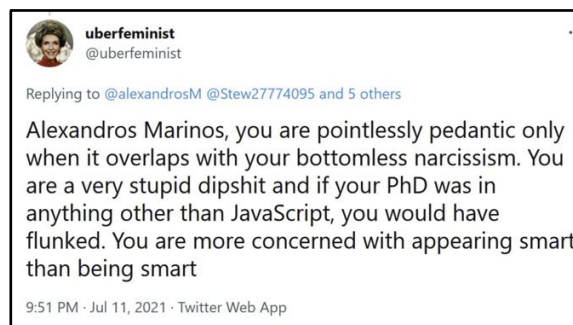 uberfeminist
@uberfeminist
Replying to @alexandrosM @Stew27774095 and 5 others
Alexandros Marinos, you are pointlessly pedantic only
when it overlaps with your bottomless narcissism. You
are a very stupid dipshit and if your PhD was in
anything other than JavaScript, you would have
flunked. You are more concerned with appearing smart
than being smart
9:51 PM · Jul 11, 2021 · Twitter Web App